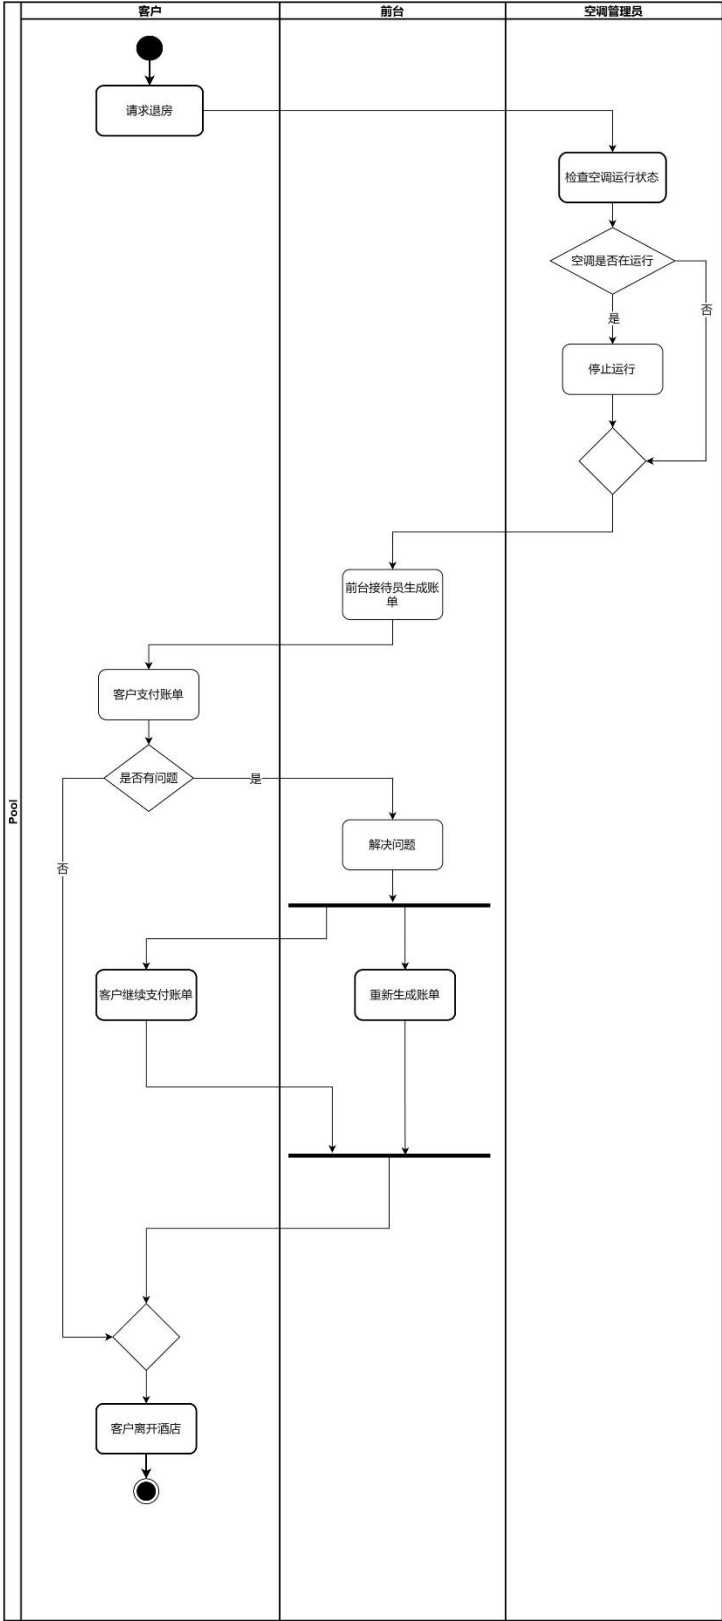 客户
前台
空调管理员
请求退房
检查空调运行状态
空调是否在运行
否
是
停止运行
前台接待员生成账
单
客户支付账单
是否有问题
是
Pool
解决问题
否
客户继续支付账单
重新生成账单
客户离开酒店